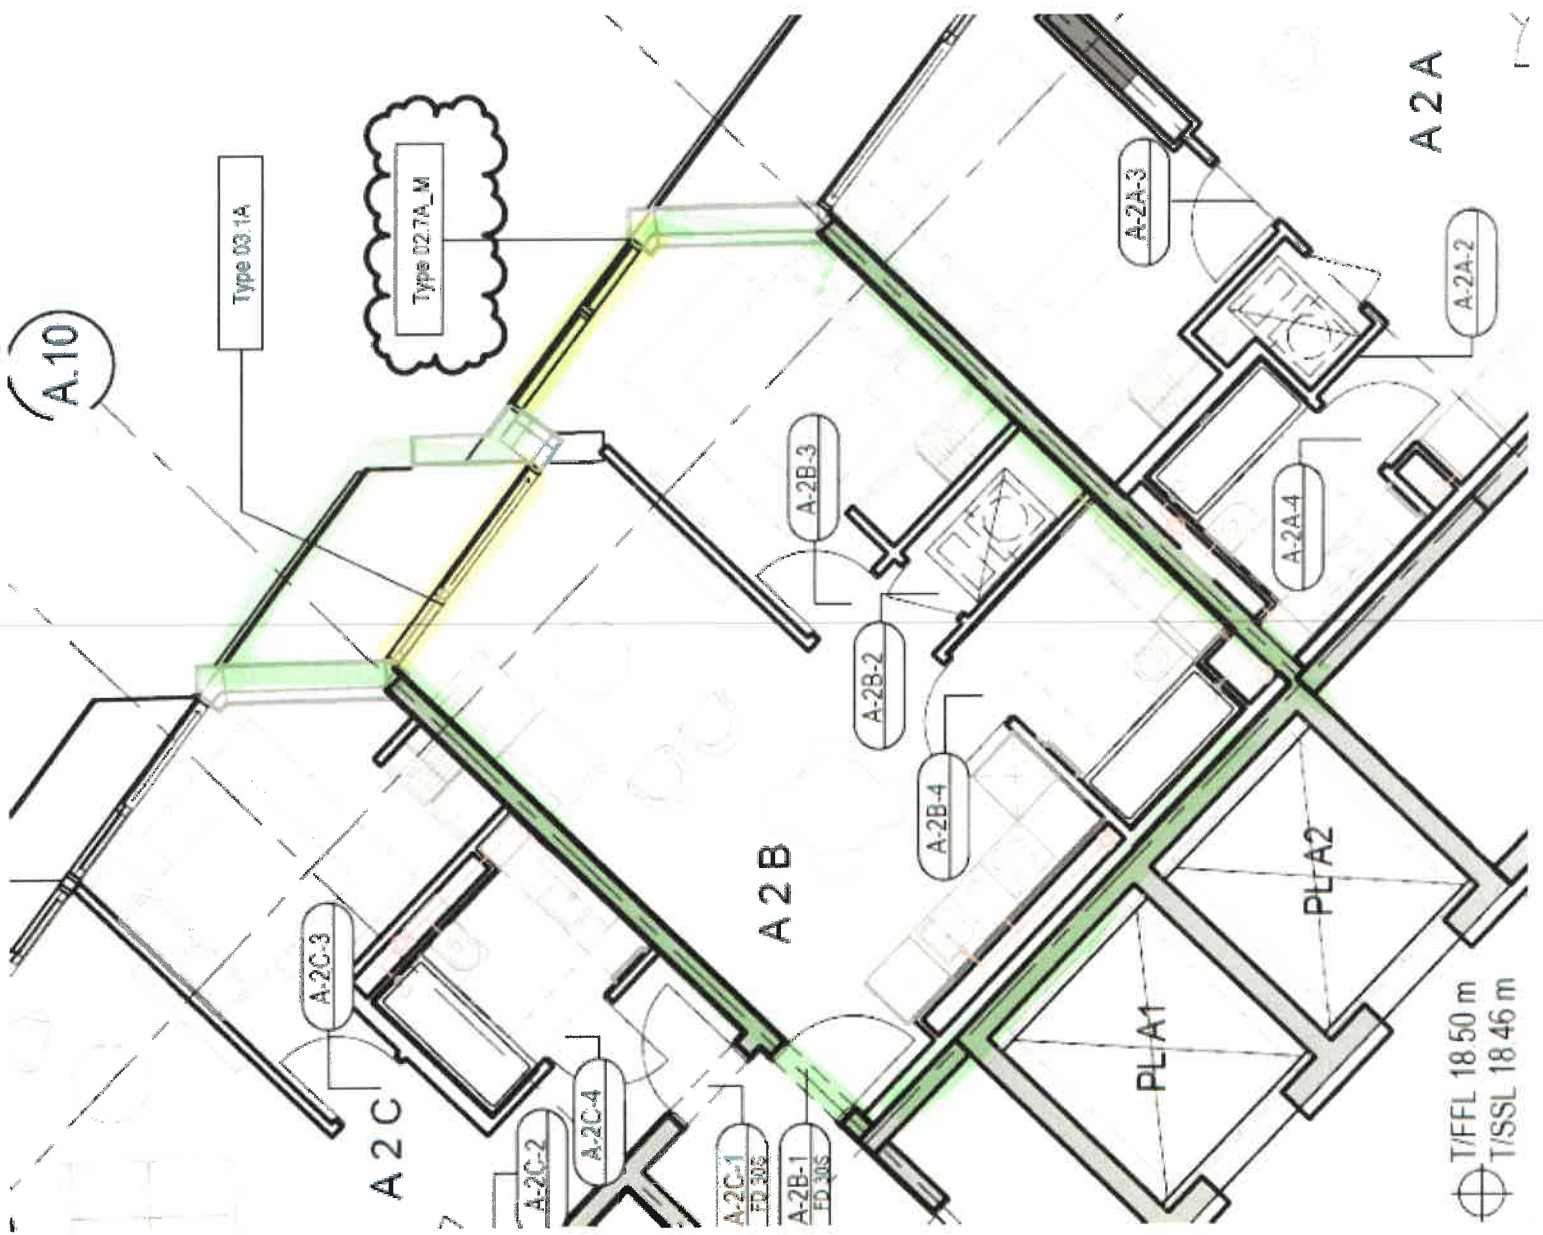 A.10
Type 03.1A
Type 02.7A_M
A 2 A
A-2A-3
A-2A-2
A-2A-4
A-2B-3
A-2B-2
A-2B-4
A 2 B
A-2C-3
A 2 C
A-2C-4
A-2C-2
A-2C-1
FD 30S
A-2B-1
FD 30S
PL A1
PL A2
T/FFL 18.50 m
T/SSL 18.46 m